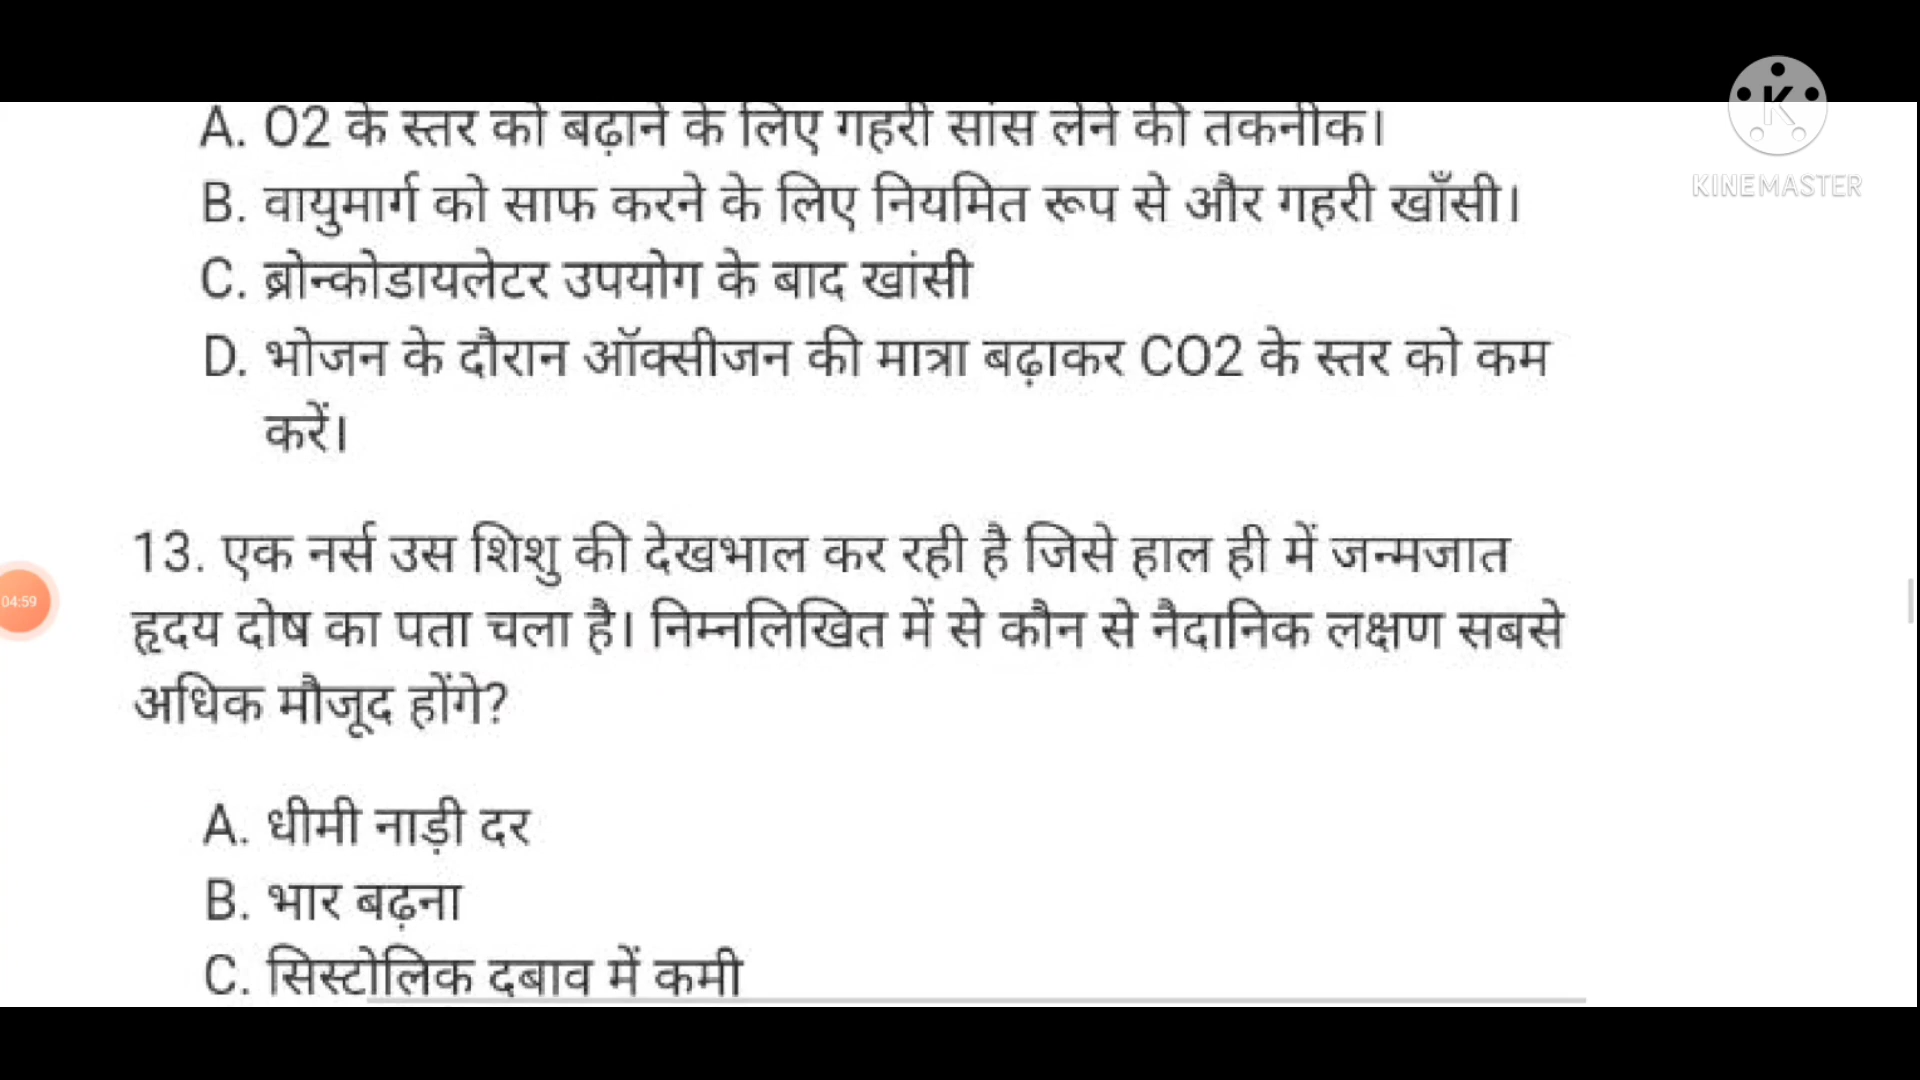 A. O2 के स्तर को बढ़ाने के लिए गहरी सांस लेने की तकनीक।
KINEMASTER
B. वायुमार्ग को साफ करने के लिए नियमित रूप से और गहरी खाँसी।
C. ब्रोन्कोडायलेटर उपयोग के बाद खांसी
D. भोजन के दौरान ऑक्सीजन की मात्रा बढ़ाकर CO2 के स्तर को कम
करें।
13. एक नर्स उस शिशु की देखभाल कर रही है जिसे हाल ही में जन्मजात
04:59
हृदय दोष का पता चला है। निम्नलिखित में से कौन से नैदानिक लक्षण सबसे
अधिक मौजूद होंगे?
A. धीमी नाड़ी दर
B. भार बढ़ना
C. सिस्टोलिक दबाव में कमी